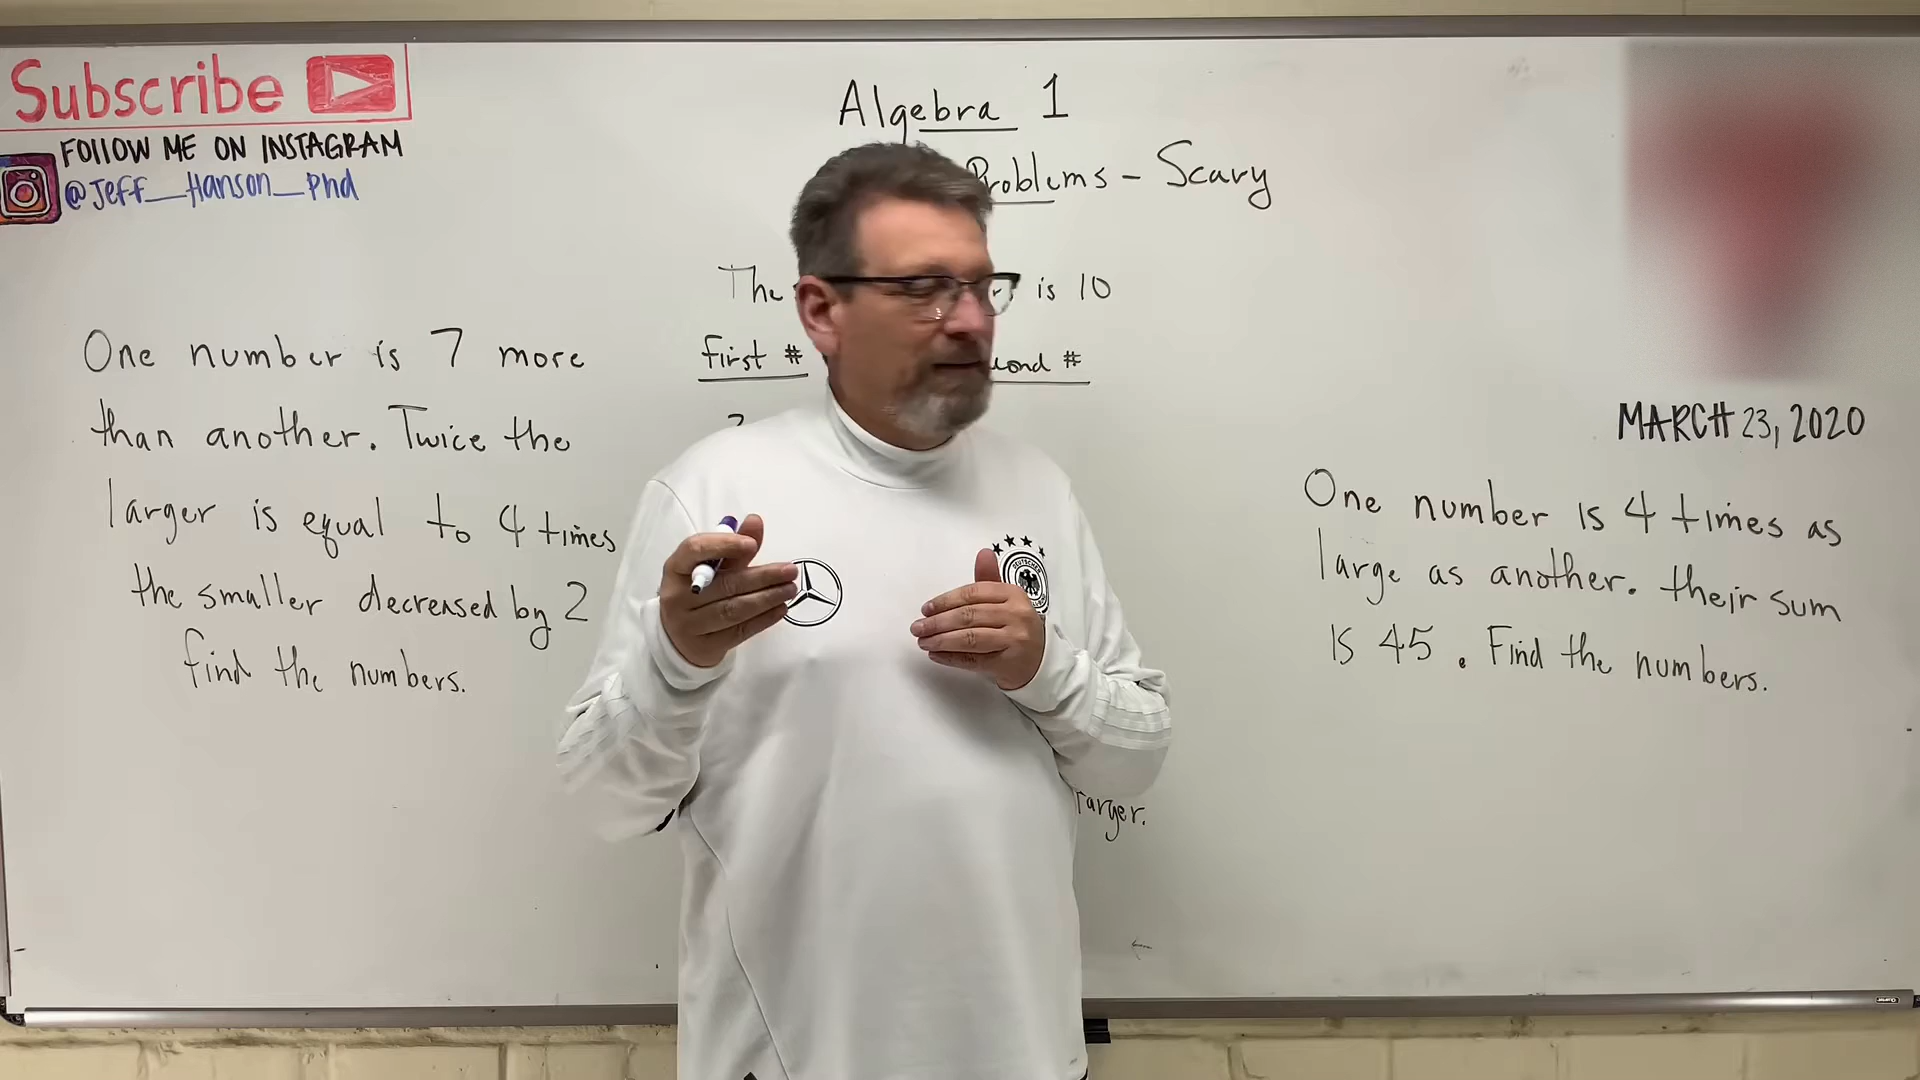 Subscribe
FOllOW ME ON INSTAGRAM
@Jeff__Hanson__Phd
Algebra 1
Problems - Scary
The is 10
first # #
One number is 7 more
than another. Twice the
larger is equal to 4 times
the smaller decreased by 2
find the numbers.
larger.
MARCH 23, 2020
One number is 4 times as
large as another. their sum
is 45. Find the numbers.
DEUTSCHER